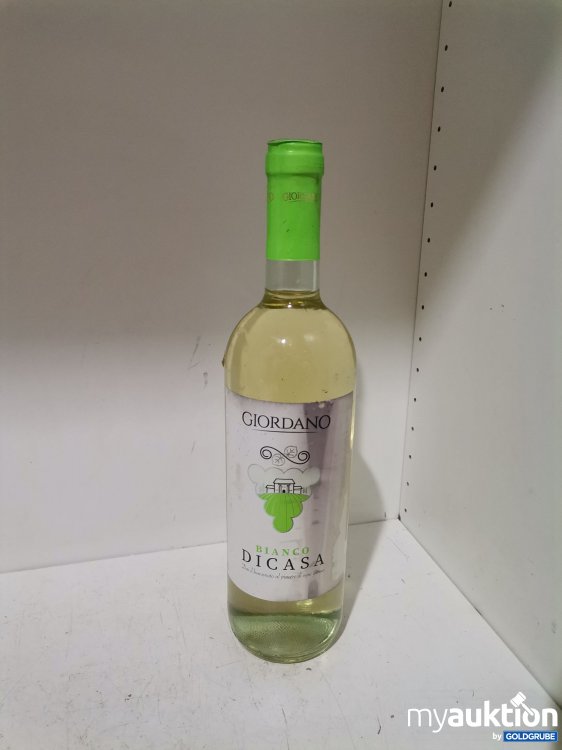 GIORDANO
GIORDANO
BIANCO
DICASA
myauktion
by GOLDGRUBE